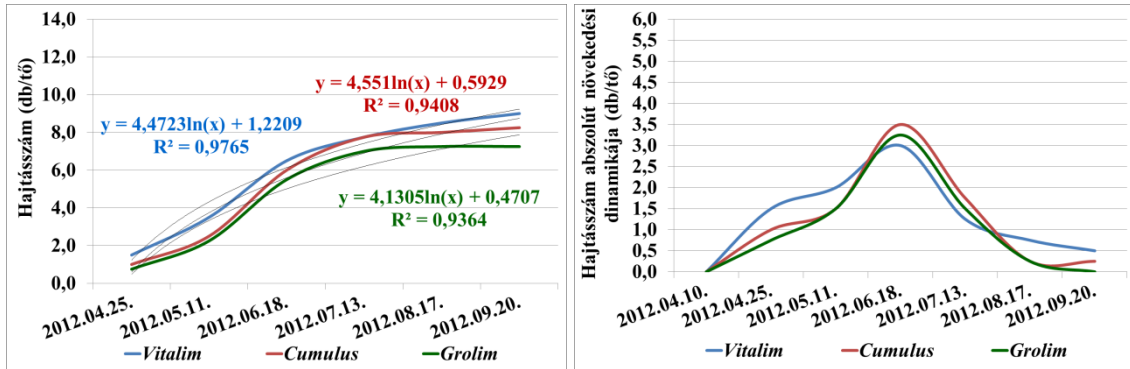 Hajtásszám (db/tő)
14,0
12,0
10,0
8,0
6,0
4,0
2,0
0,0
y = 4,551ln(x) + 0,5929
R² = 0,9408
y = 4,4723ln(x) + 1,2209
R² = 0,9765
y = 4,1305ln(x) + 0,4707
R² = 0,9364
2012.04.25.
2012.05.11.
2012.06.18.
2012.07.13.
2012.08.17.
2012.09.20.
Vitalim
Cumulus
Grolim
Hajtásszám abszolút növekedési
dinamikája (db/tő)
6,0
5,5
5,0
4,5
4,0
3,5
3,0
2,5
2,0
1,5
1,0
0,5
0,0
2012.04.10.
2012.04.25.
2012.05.11.
2012.06.18.
2012.07.13.
2012.08.17.
2012.09.20.
Vitalim
Cumulus
Grolim